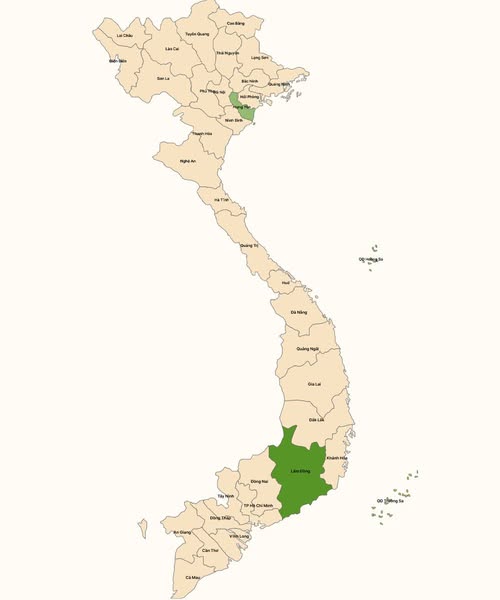 Cao Bằng
Lai Châu
Tuyên Quang
Lào Cai
Thái Nguyên
Điện Biên
Lạng Sơn
Sơn La
Bắc Ninh
Quảng Ninh
Phú Thọ
Hà Nội
Hải Phòng
Hưng Yên
Ninh Bình
Thanh Hóa
Nghệ An
Hà Tĩnh
Quảng Trị
QĐ Hoàng Sa
Huế
Đà Nẵng
Quảng Ngãi
Gia Lai
Đắk Lắk
Khánh Hòa
Lâm Đồng
Đồng Nai
Tây Ninh
QĐ Trường Sa
TP Hồ Chí Minh
Đồng Tháp
An Giang
Vĩnh Long
Cần Thơ
Cà Mau